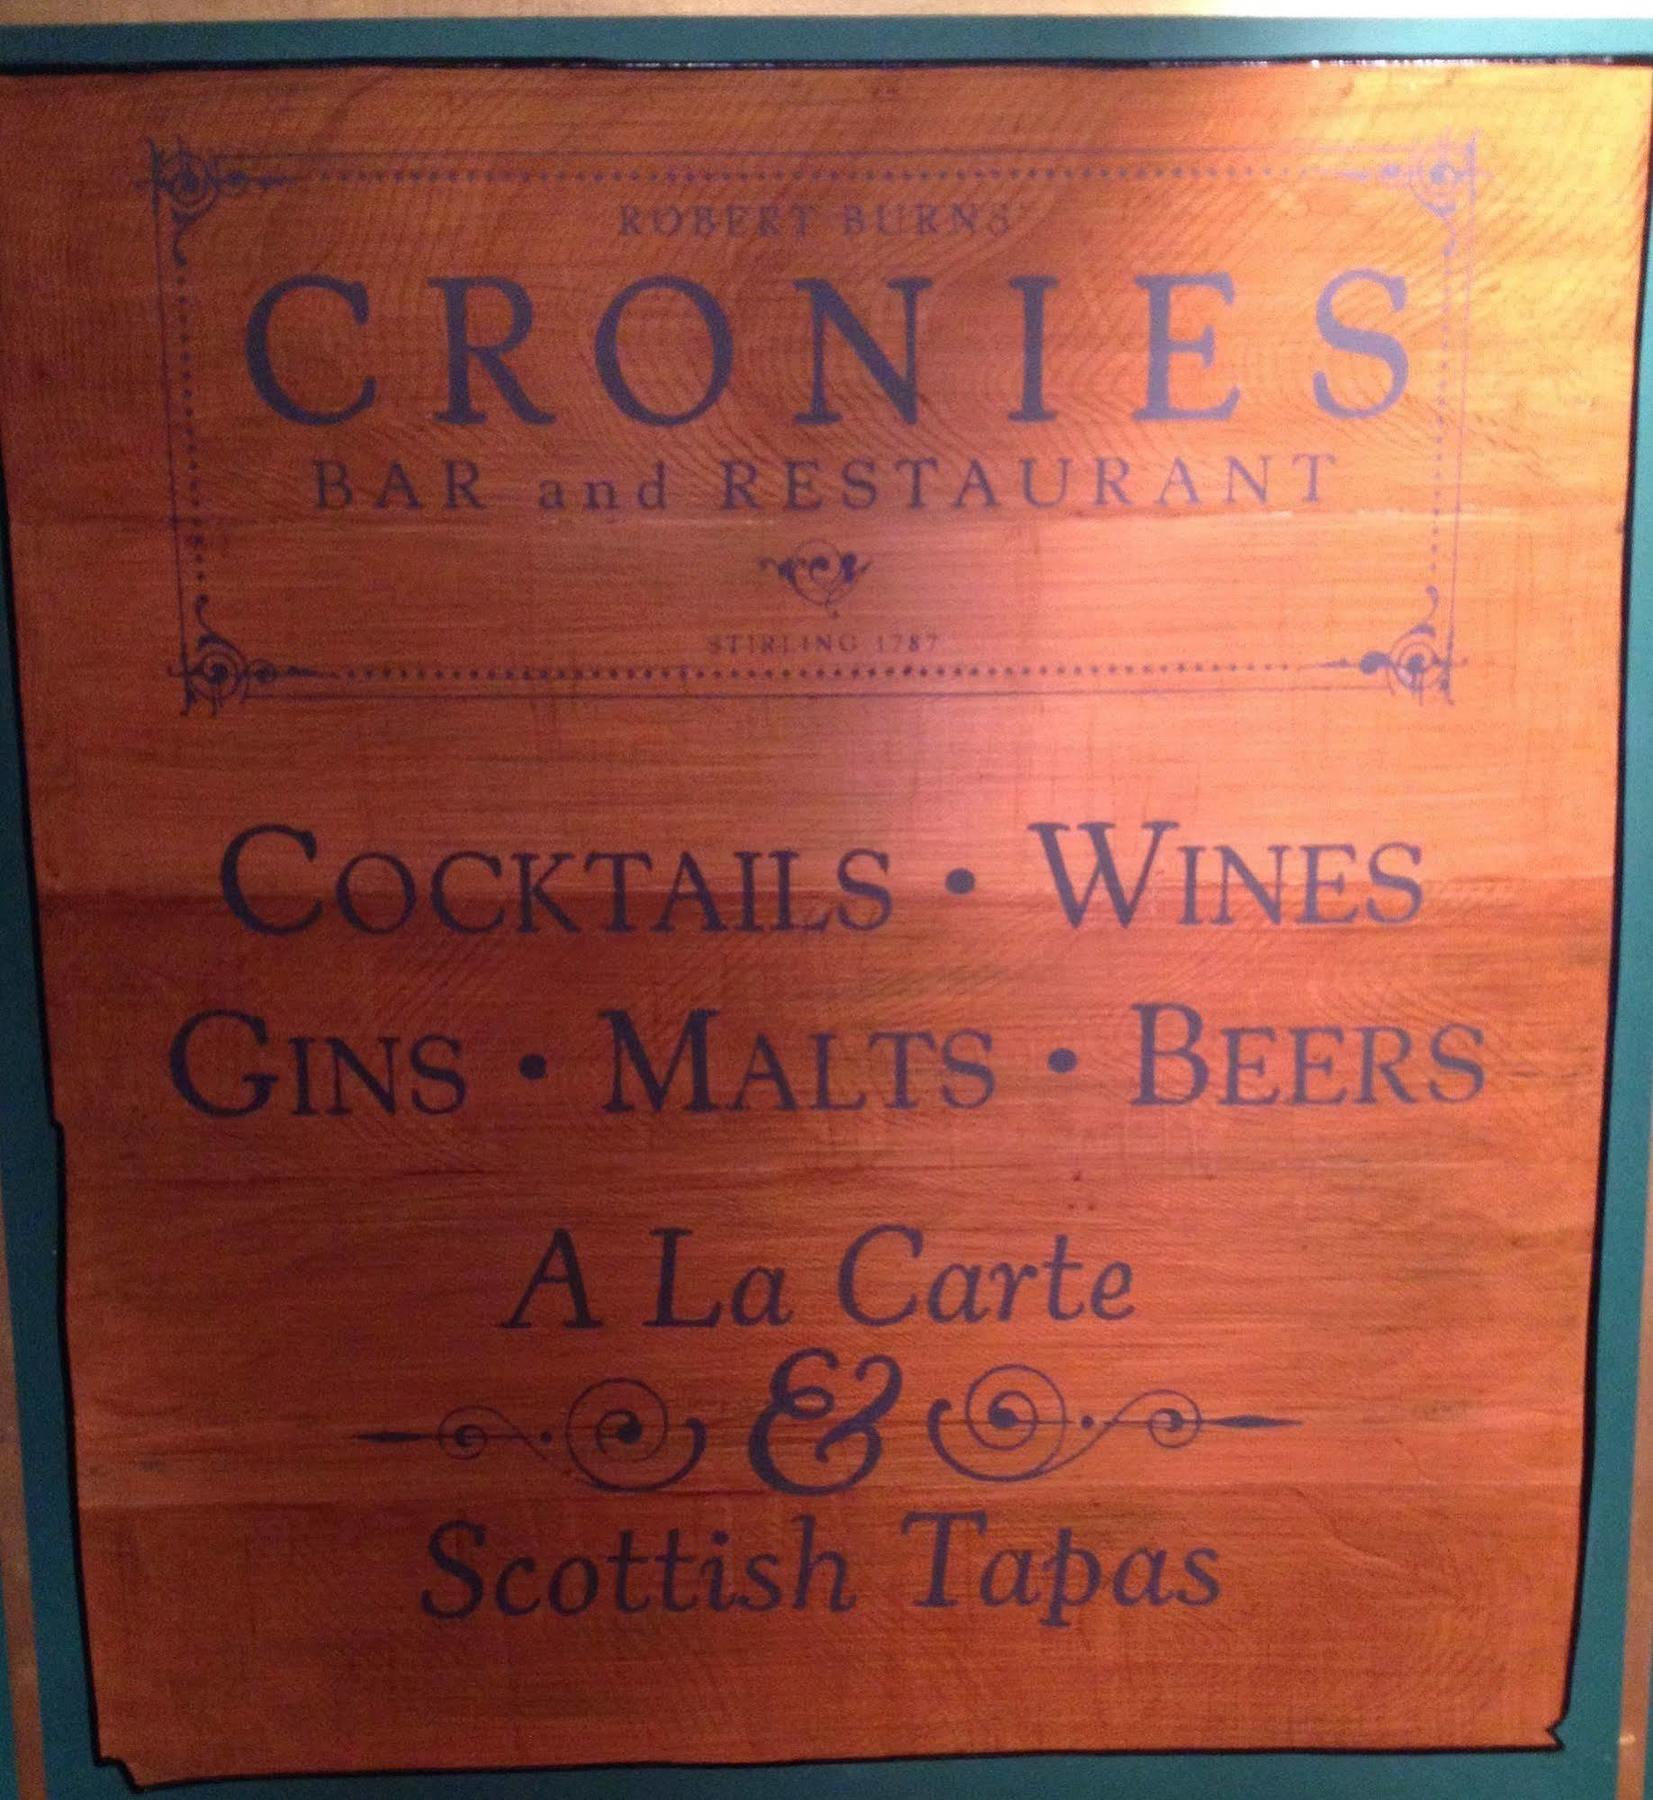 ROBERT BURNS
CRONIES
BAR and RESTAURANT
STIRLING 1787
COCKTAILS • WINES
GINS • MALTS • BEERS
A La Carte
&
Scottish Tapas